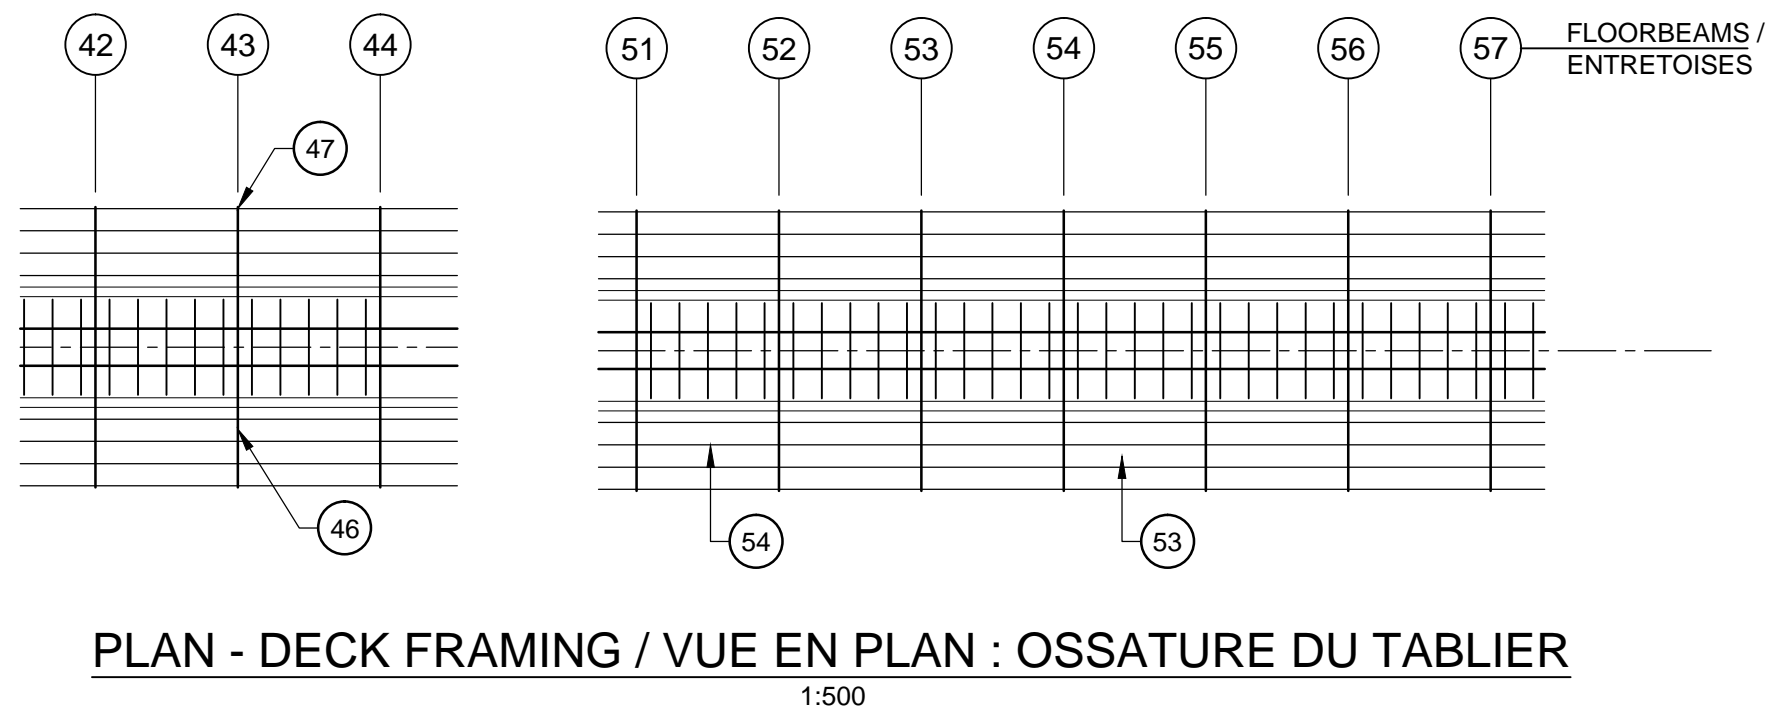 42 43 44 51 52 53 54 55 56 57 FLOORBEAMS /
ENTRETOISES
47
46
54 53
PLAN - DECK FRAMING / VUE EN PLAN : OSSATURE DU TABLIER
1:500